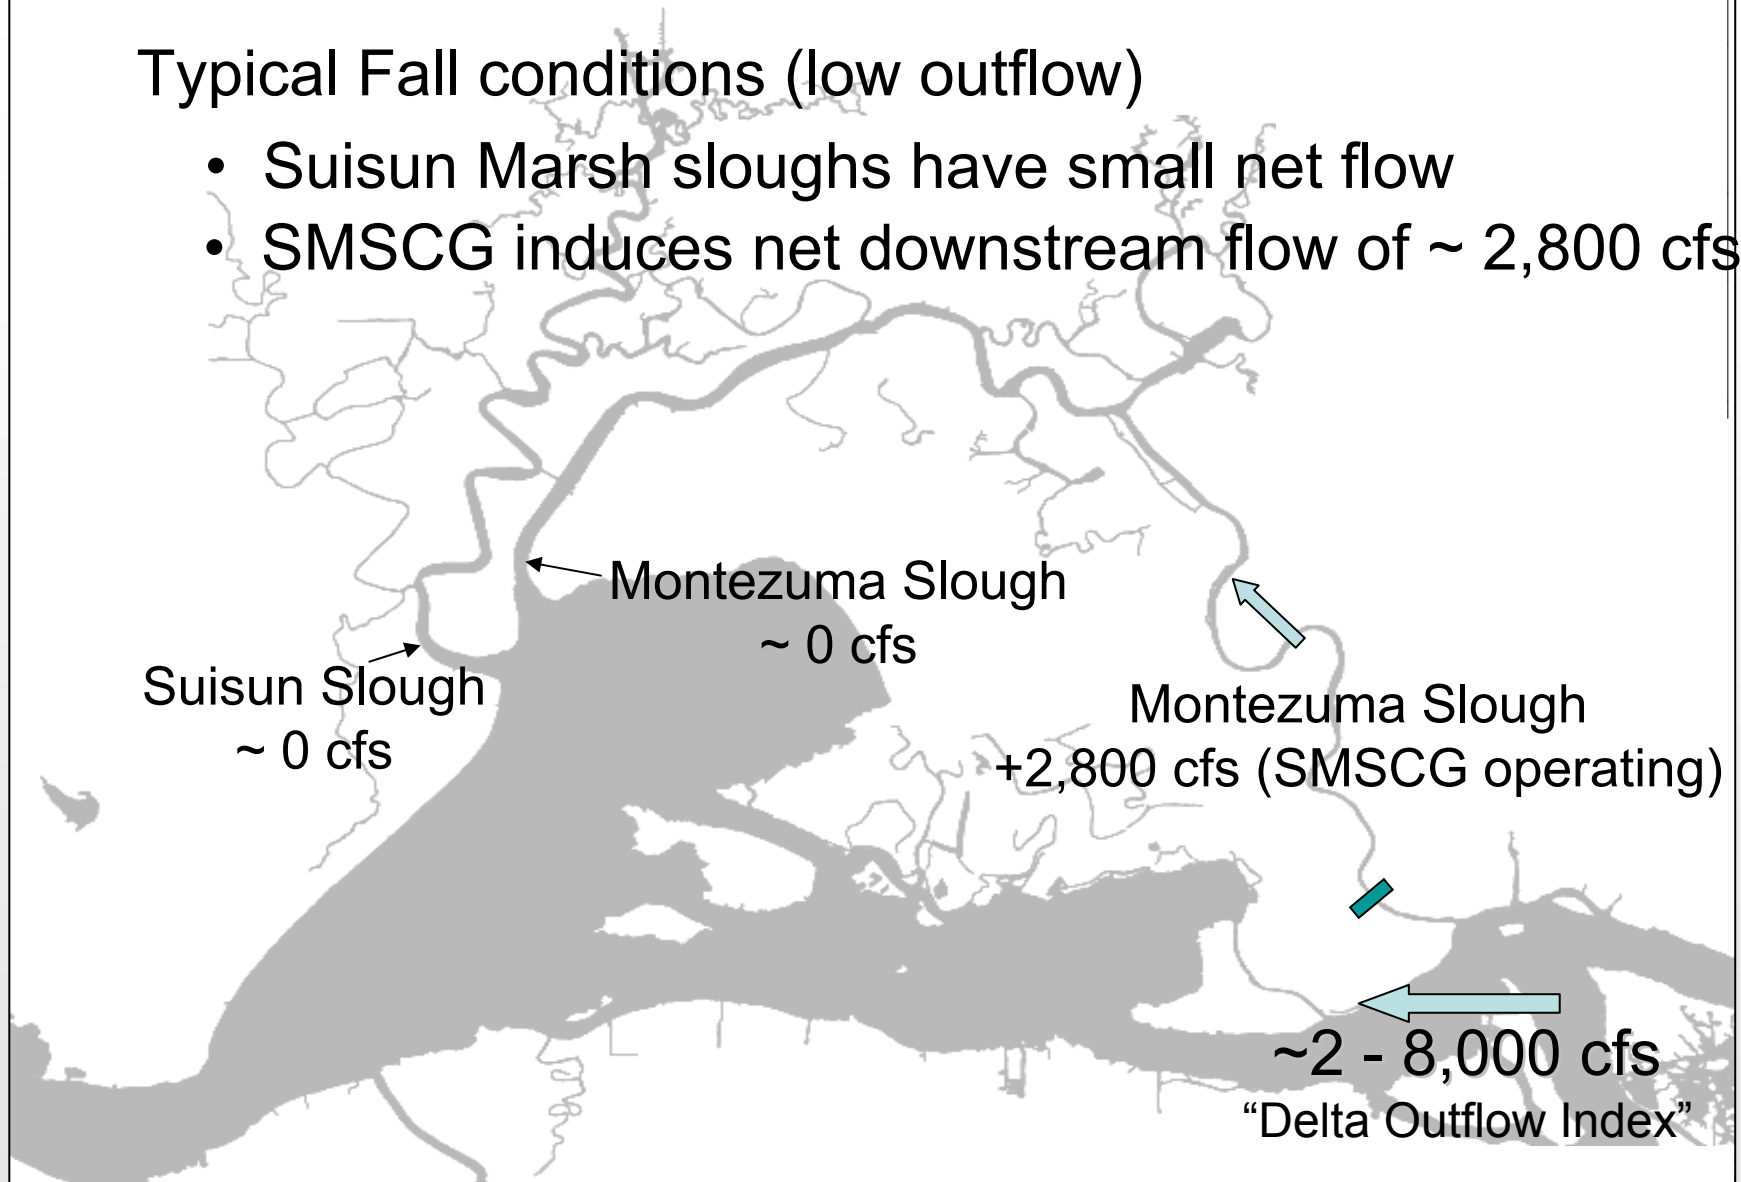 Typical Fall conditions (low outflow)
• Suisun Marsh sloughs have small net flow
• SMSCG induces net downstream flow of ~ 2,800 cfs
Montezuma Slough
~ 0 cfs
Suisun Slough
~ 0 cfs
Montezuma Slough
+2,800 cfs (SMSCG operating)
~2 - 8,000 cfs
“Delta Outflow Index”